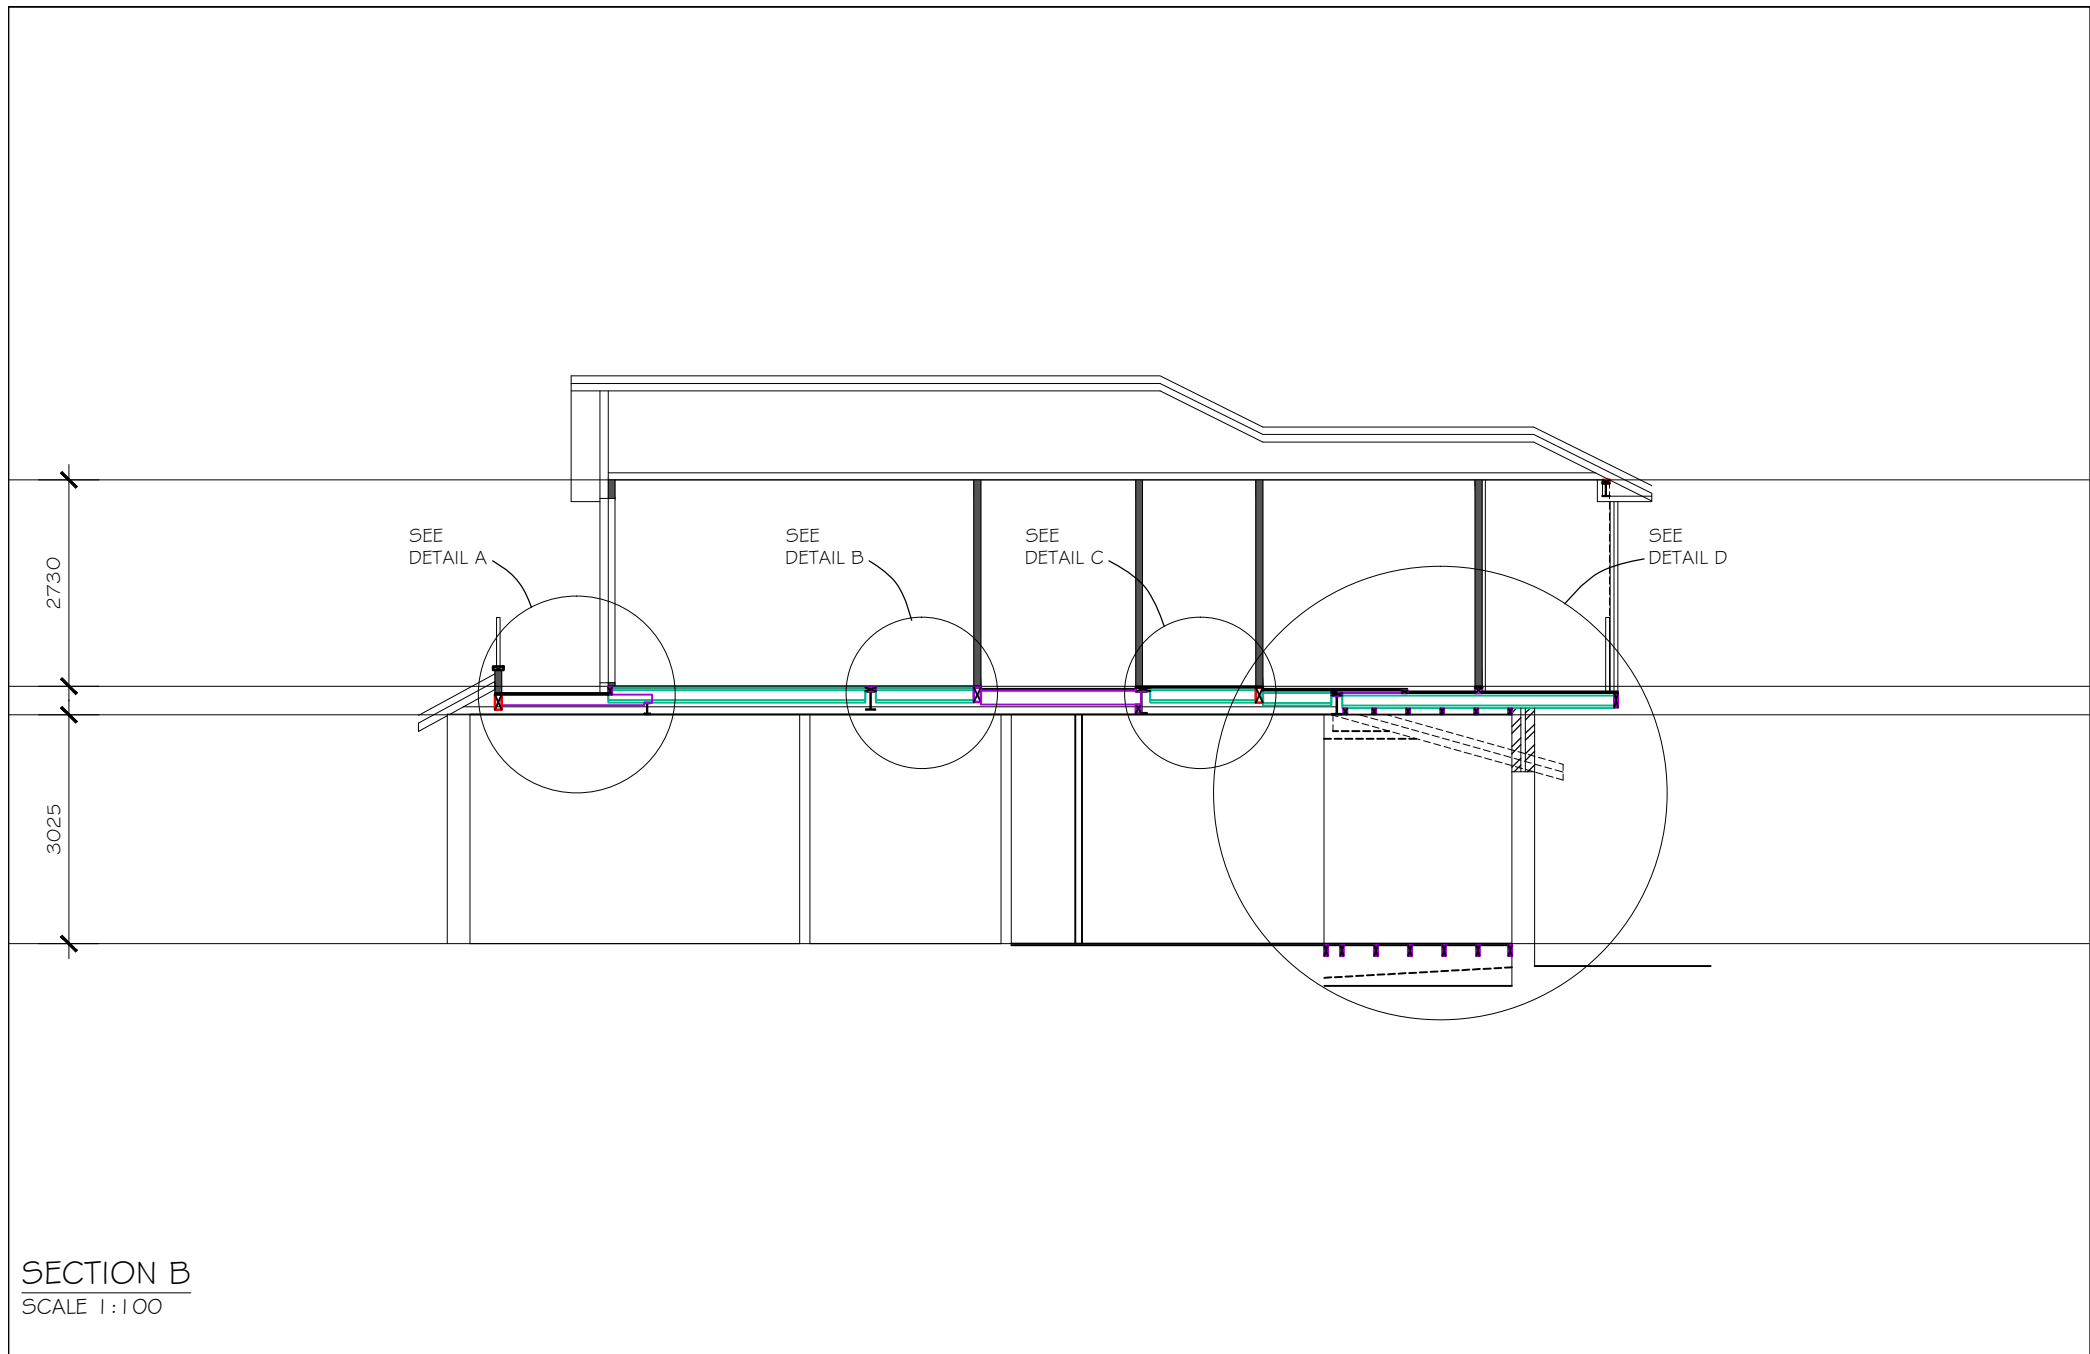 SEE
DETAIL A
SEE
DETAIL B
SEE
DETAIL C
SEE
DETAIL D
2730
3025
SECTION B
SCALE 1:100